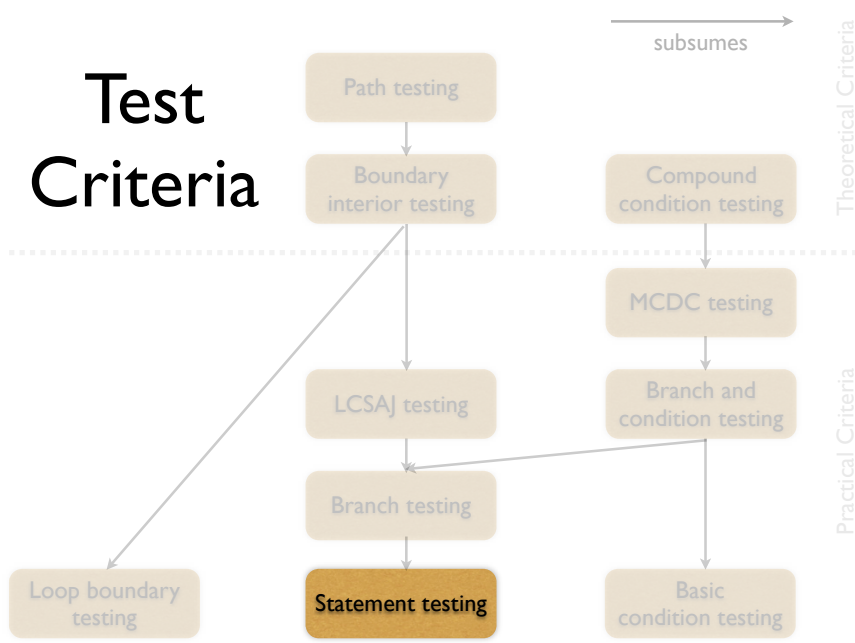 Test
Criteria
subsumes
Theoretical Criteria
Path testing
Boundary
interior testing
Compound
condition testing
MCDC testing
LCSAJ testing
Branch and
condition testing
Practical Criteria
Branch testing
Loop boundary
testing
Statement testing
Basic
condition testing